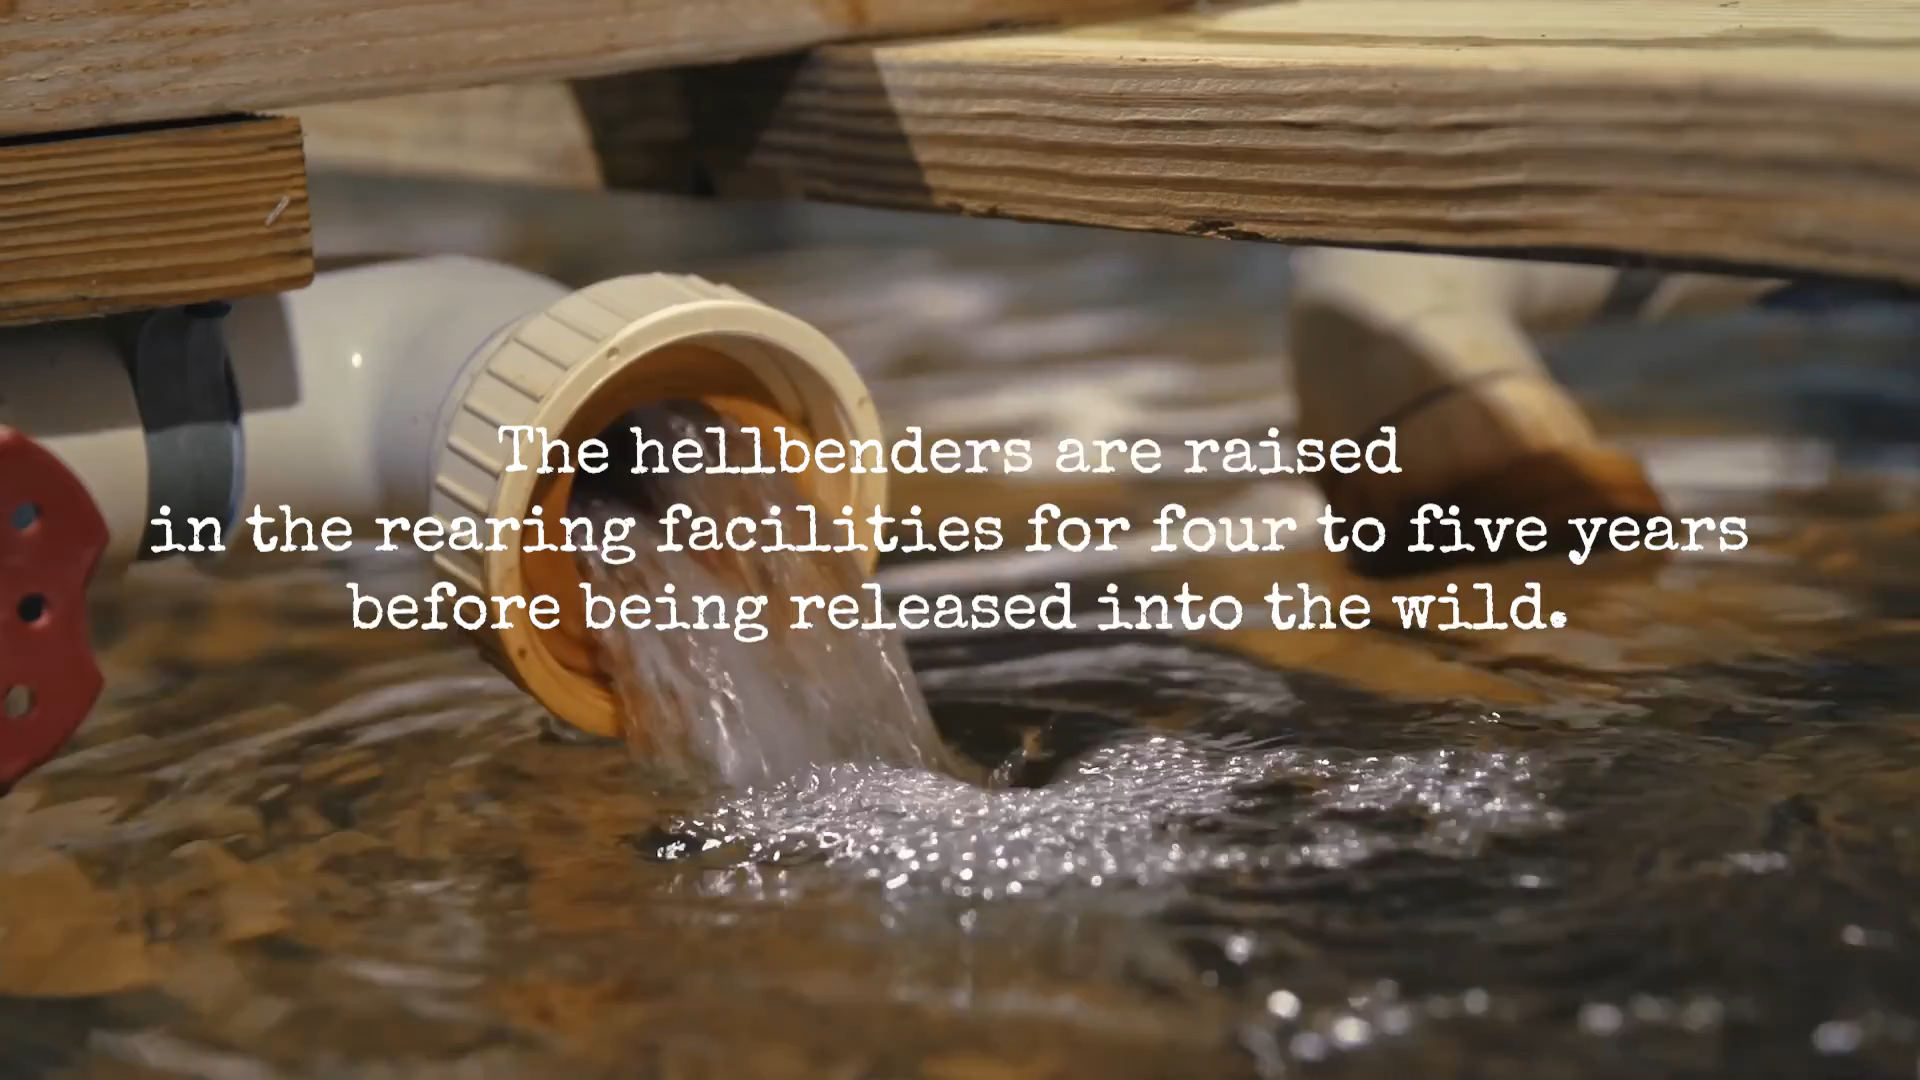 The hellbenders are raised
in the rearing facilities for four to five years
before being released into the wild.